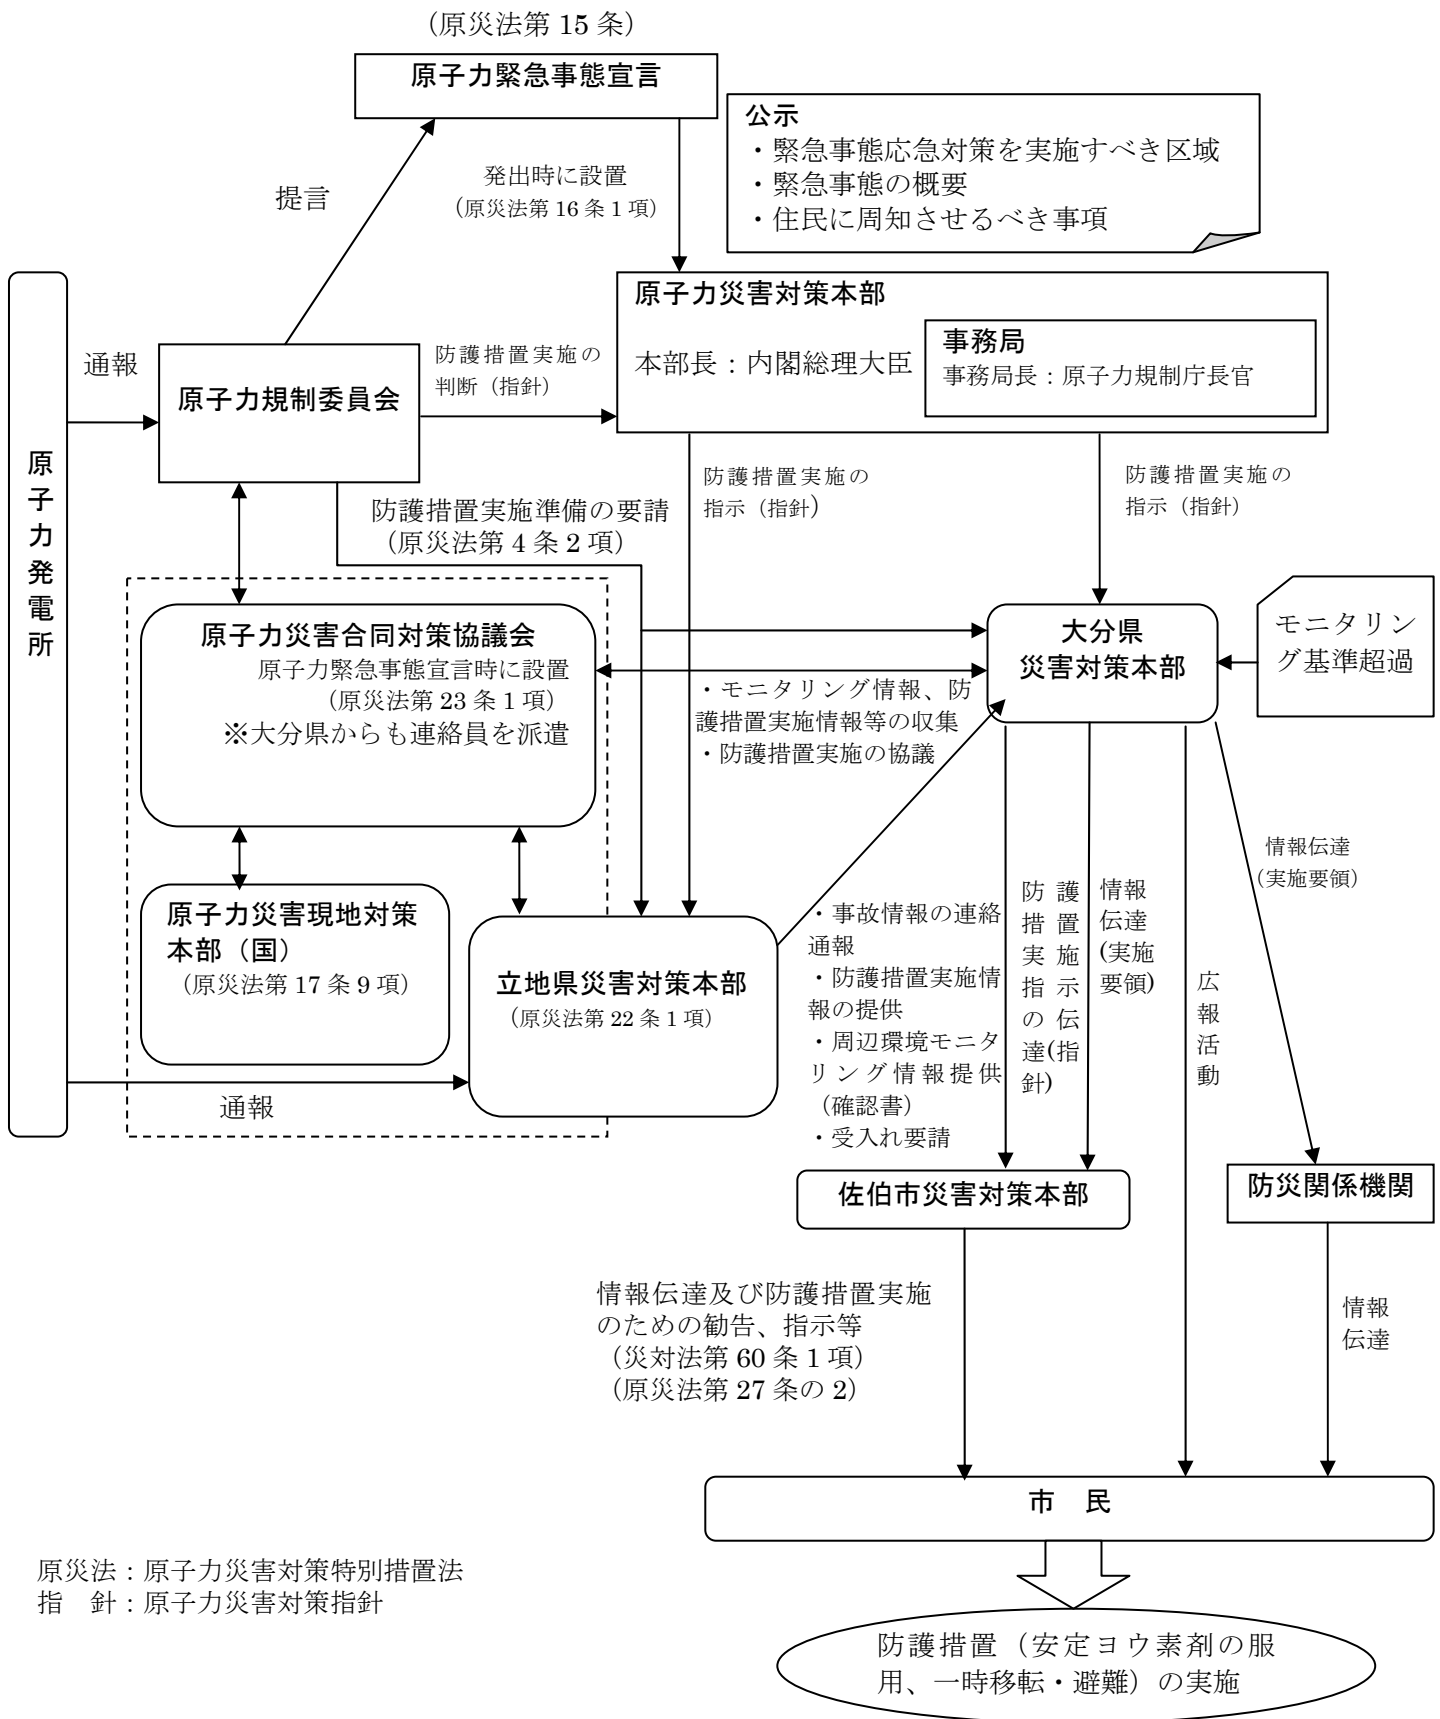 （原災法第 15 条）
原子力緊急事態宣言
公示
・緊急事態応急対策を実施すべき区域
・緊急事態の概要
・住民に周知させるべき事項
発出時に設置
（原災法第 16 条 1 項）
提言
原子力災害対策本部
本部長：内閣総理大臣
事務局
事務局長：原子力規制庁長官
通報
原子力規制委員会
防護措置実施の
判断（指針）
原子力発電所
防護措置実施の
指示（指針）
防護措置実施の
指示（指針）
防護措置実施準備の要請
（原災法第 4 条 2 項）
原子力災害合同対策協議会
原子力緊急事態宣言時に設置
（原災法第 23 条 1 項）
※大分県からも連絡員を派遣
大分県
災害対策本部
モニタリン
グ基準超過
・モニタリング情報、防
護措置実施情報等の収集
・防護措置実施の協議
原子力災害現地対策
本部（国）
（原災法第 17 条 9 項）
立地県災害対策本部
（原災法第 22 条 1 項）
通報
・事故情報の連絡
通報
・防護措置実施情
報の提供
・周辺環境モニタ
リング情報提供
（確認書）
・受入れ要請
防護
措置
実施
指示
の伝
達(指
針)
情報
伝達
(実施
要領)
広報活動
情報伝達
（実施要領）
佐伯市災害対策本部
防災関係機関
情報伝達及び防護措置実施
のための勧告、指示等
（災対法第 60 条 1 項）
（原災法第 27 条の 2）
情報
伝達
市　民
原災法：原子力災害対策特別措置法
指　針：原子力災害対策指針
防護措置（安定ヨウ素剤の服
用、一時移転・避難）の実施